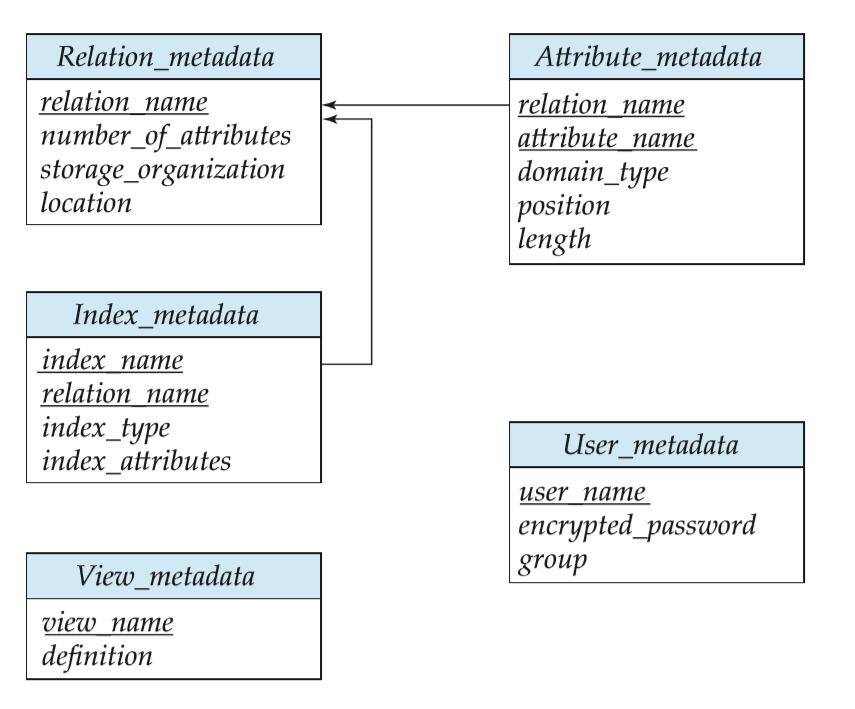 Relation_metadata
relation_name
number_of_attributes
storage_organization
location
Attribute_metadata
relation_name
attribute_name
domain_type
position
length
Index_metadata
index_name
relation_name
index_type
index_attributes
User_metadata
user_name
encrypted_password
group
View_metadata
view_name
definition